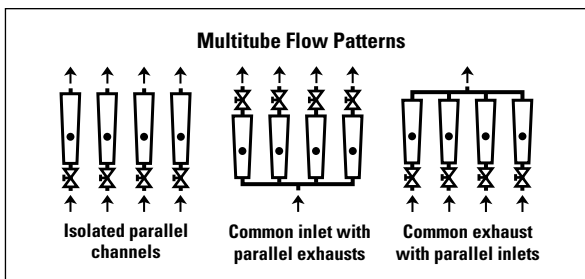 Multitube Flow Patterns
Isolated parallel
channels
Common inlet with
parallel exhausts
Common exhaust
with parallel inlets